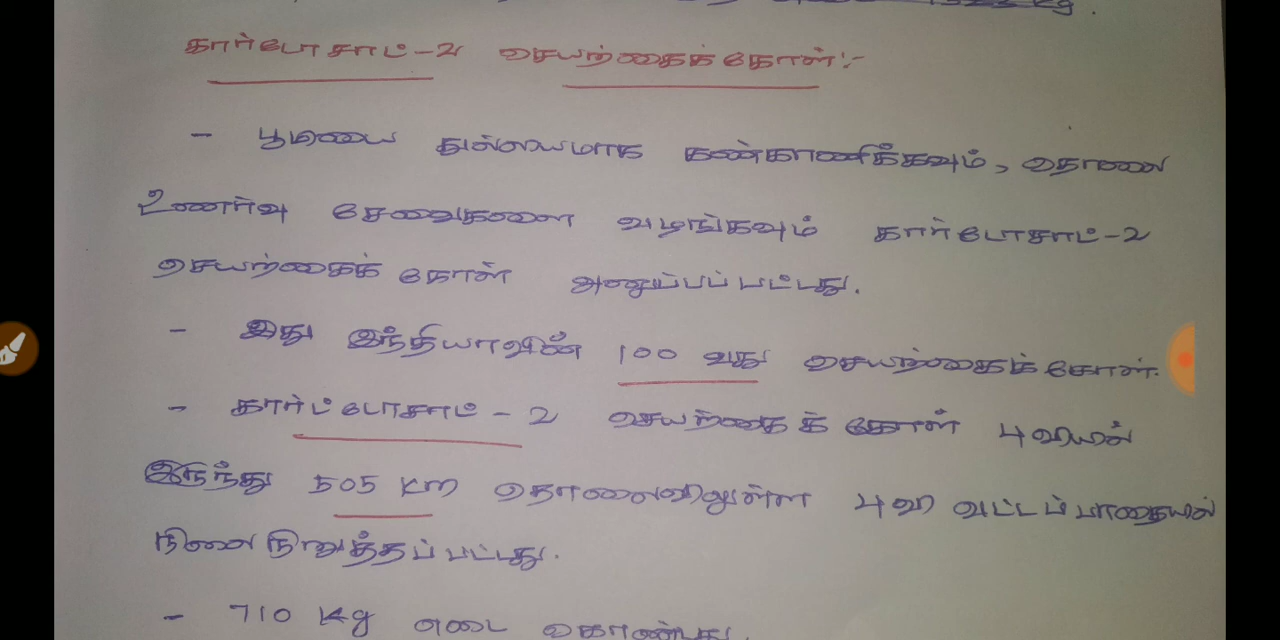 Kg.
கார்டோசாட்-2 செயற்கைக்கோள்:-
- பூமியை துல்லியமாக கண்காணிக்கவும், தொலை
உணர்வு சேவைகளை வழங்கவும் கார்டோசாட்-2
செயற்கைக் கோள் அனுப்பப்பட்டது.
- இது இந்தியாவின் 100 வது செயற்கைக்கோள்.
- கார்ட்டோசாட் - 2 செயற்கைக் கோள் புவியில்
இருந்து 505 km தொலைவிலுள்ள புவி வட்டப்பாதையில்
நிலை நிறுத்தப்பட்டது.
- 710 Kg எடை கொண்டது.